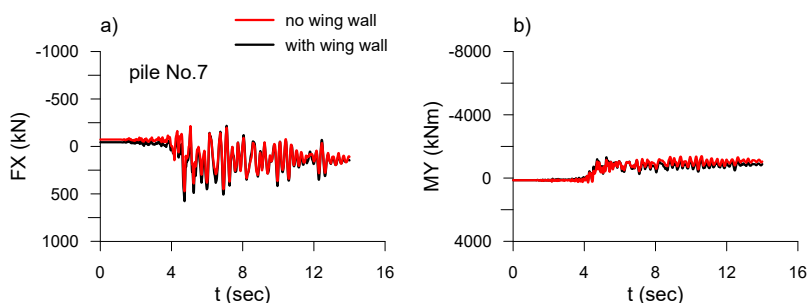 a)
no wing wall
with wing wall
b)
pile No.7
-1000
-500
0
500
1000
FX (kN)
0
4
8
12
16
t (sec)
-8000
-4000
0
4000
MY (kNm)
0
4
8
12
16
t (sec)